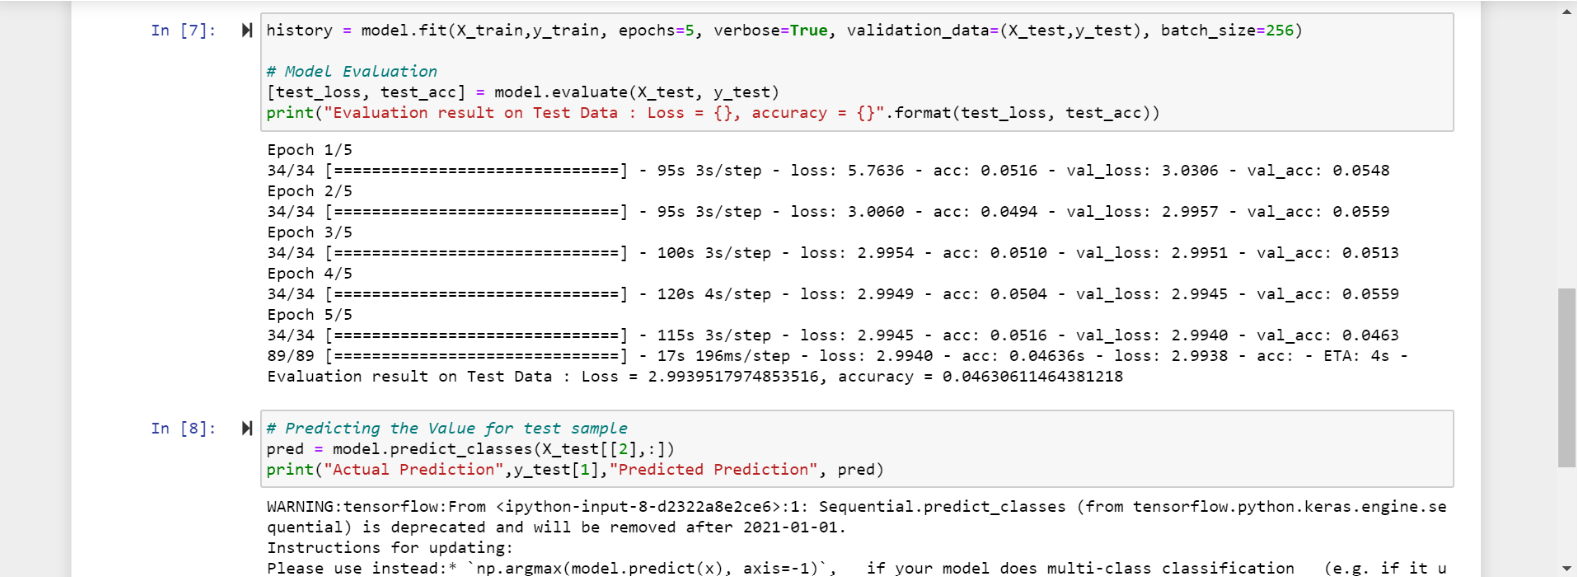 In [7]:
history = model.fit(X_train,y_train, epochs=5, verbose=True, validation_data=(X_test,y_test), batch_size=256)
# Model Evaluation
[test_loss, test_acc] = model.evaluate(X_test, y_test)
print("Evaluation result on Test Data : Loss = {}, accuracy = {}".format(test_loss, test_acc))
Epoch 1/5
34/34 [==============================] - 95s 3s/step - loss: 5.7636 - acc: 0.0516 - val_loss: 3.0306 - val_acc: 0.0548
Epoch 2/5
34/34 [==============================] - 95s 3s/step - loss: 3.0060 - acc: 0.0494 - val_loss: 2.9957 - val_acc: 0.0559
Epoch 3/5
34/34 [==============================] - 100s 3s/step - loss: 2.9954 - acc: 0.0510 - val_loss: 2.9951 - val_acc: 0.0513
Epoch 4/5
34/34 [==============================] - 120s 4s/step - loss: 2.9949 - acc: 0.0504 - val_loss: 2.9945 - val_acc: 0.0559
Epoch 5/5
34/34 [==============================] - 115s 3s/step - loss: 2.9945 - acc: 0.0516 - val_loss: 2.9940 - val_acc: 0.0463
89/89 [==============================] - 17s 196ms/step - loss: 2.9940 - acc: 0.04636s - loss: 2.9938 - acc: - ETA: 4s -
Evaluation result on Test Data : Loss = 2.9939517974853516, accuracy = 0.04630611464381218
In [8]:
# Predicting the Value for test sample
pred = model.predict_classes(X_test[[2],:])
print("Actual Prediction",y_test[1],"Predicted Prediction", pred)
WARNING:tensorflow:From <ipython-input-8-d2322a8e2ce6>:1: Sequential.predict_classes (from tensorflow.python.keras.engine.se
quential) is deprecated and will be removed after 2021-01-01.
Instructions for updating:
Please use instead:* `np.argmax(model.predict(x), axis=-1)`,   if your model does multi-class classification   (e.g. if it u